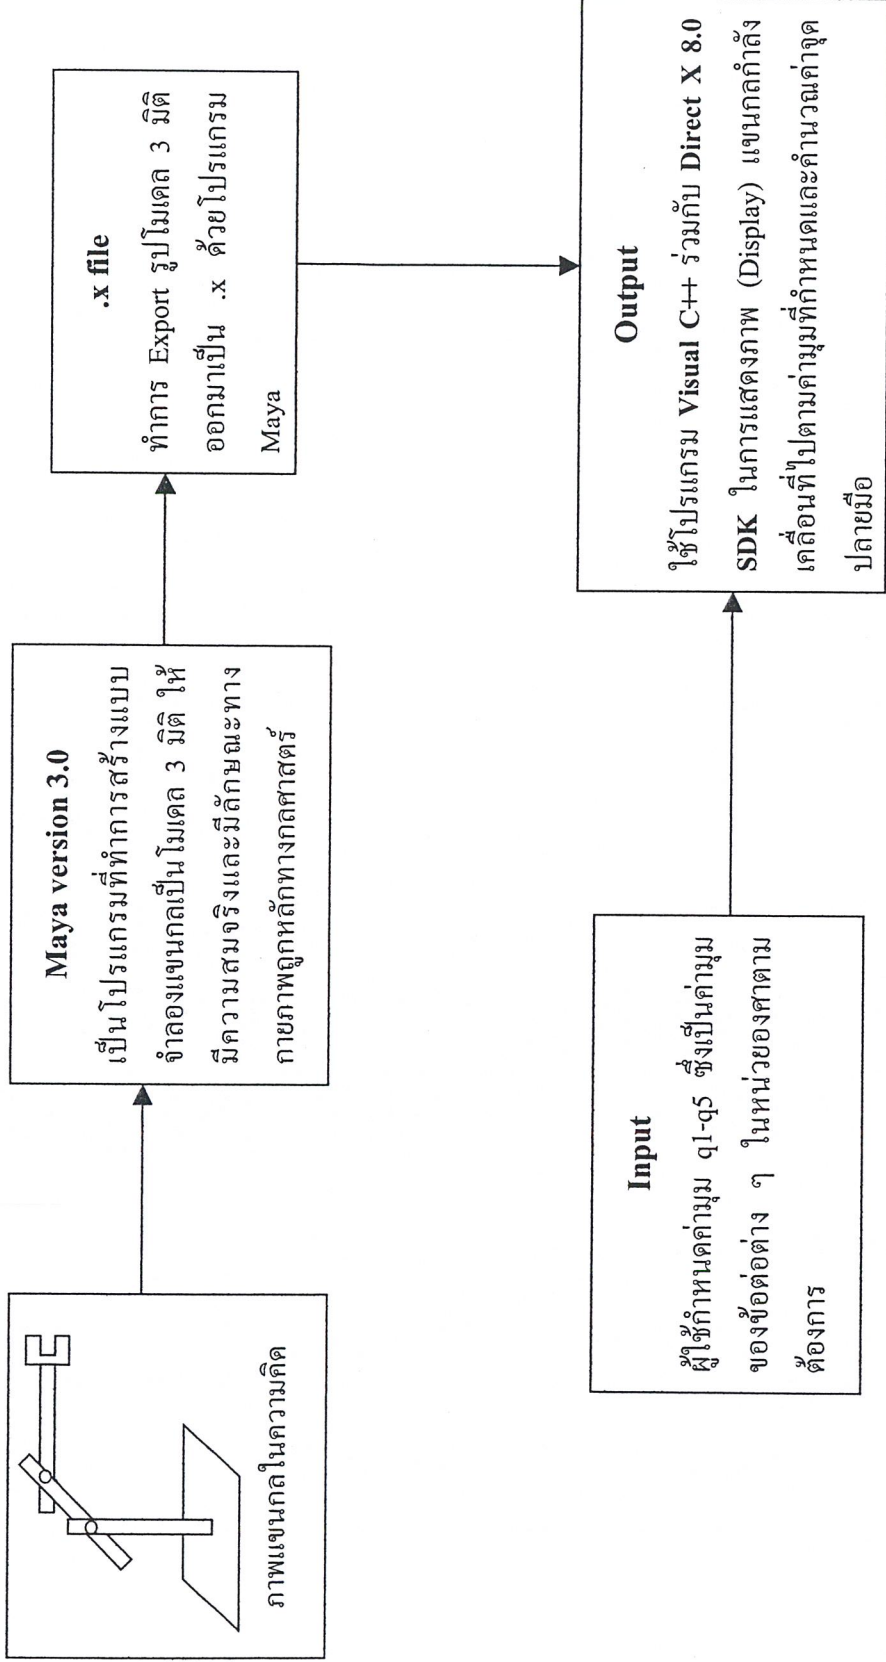 ภาพแขนกลในความคิด
Maya version 3.0
เป็นโปรแกรมที่ทำการสร้างแบบ
จำลองแขนกลเป็นโมเดล 3 มิติ ให้
มีความสมจริงและมีลักษณะทาง
กายภาพถูกหลักทางกลศาสตร์
.x file
ทำการ Export รูปโมเดล 3 มิติ
ออกมาเป็น .x ด้วยโปรแกรม
Maya
Input
ผู้ใช้กำหนดค่ามุม q1-q5 ซึ่งเป็นค่ามุม
ของข้อต่อต่าง ๆ ในหน่วยองศาตาม
ต้องการ
Output
ใช้โปรแกรม Visual C++ ร่วมกับ Direct X 8.0
SDK ในการแสดงภาพ (Display) แขนกลกำลัง
เคลื่อนที่ไปตามค่ามุมที่กำหนดและคำนวณค่าจุด
ปลายมือ